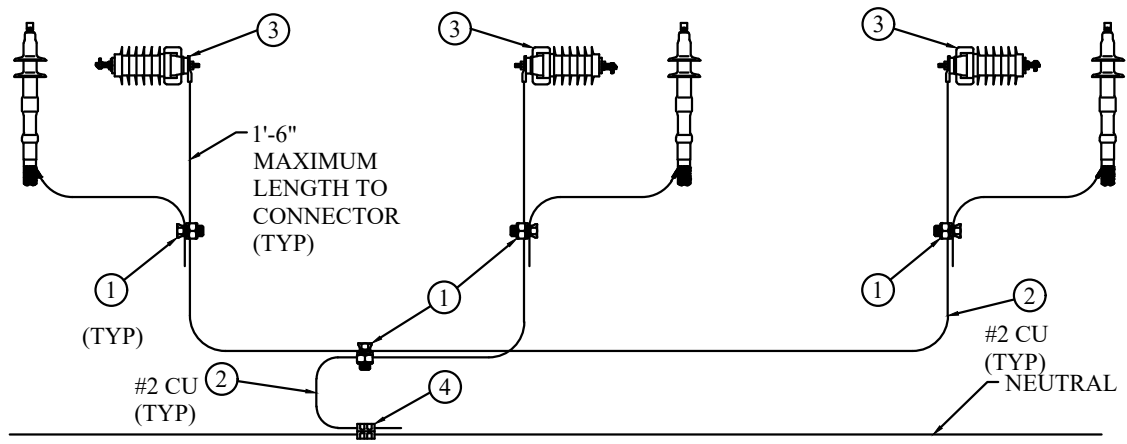 3
3
3
1'-6"
MAXIMUM
LENGTH TO
CONNECTOR
(TYP)
1
(TYP)
1
1
2
#2 CU
(TYP)
#2 CU
(TYP)
2
4
NEUTRAL